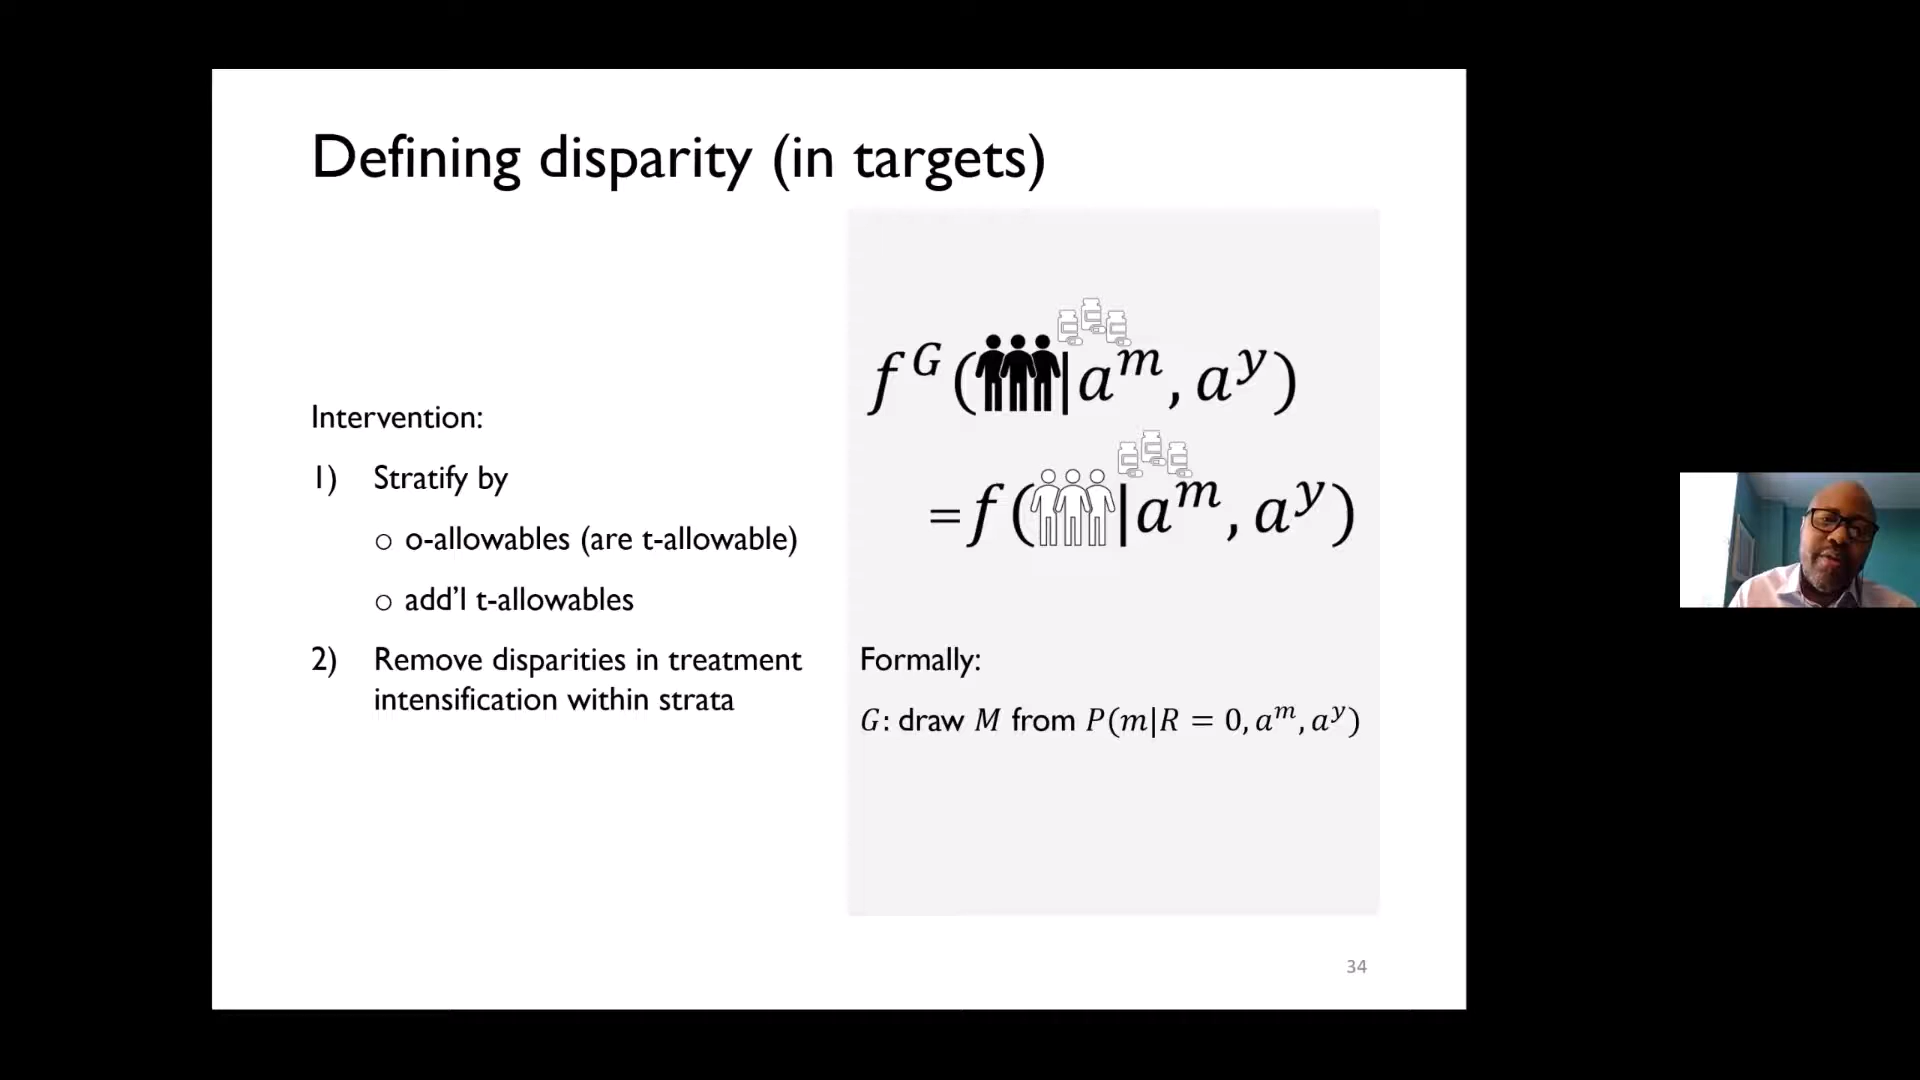 Defining disparity (in targets)
Intervention:
1) Stratify by
o o-allowables (are t-allowable)
o add'l t-allowables
2) Remove disparities in treatment
intensification within strata
f^G( |a^m, a^y)
=f( |a^m, a^y)
Formally:
G: draw M from P(m|R = 0, a^m, a^y)
34